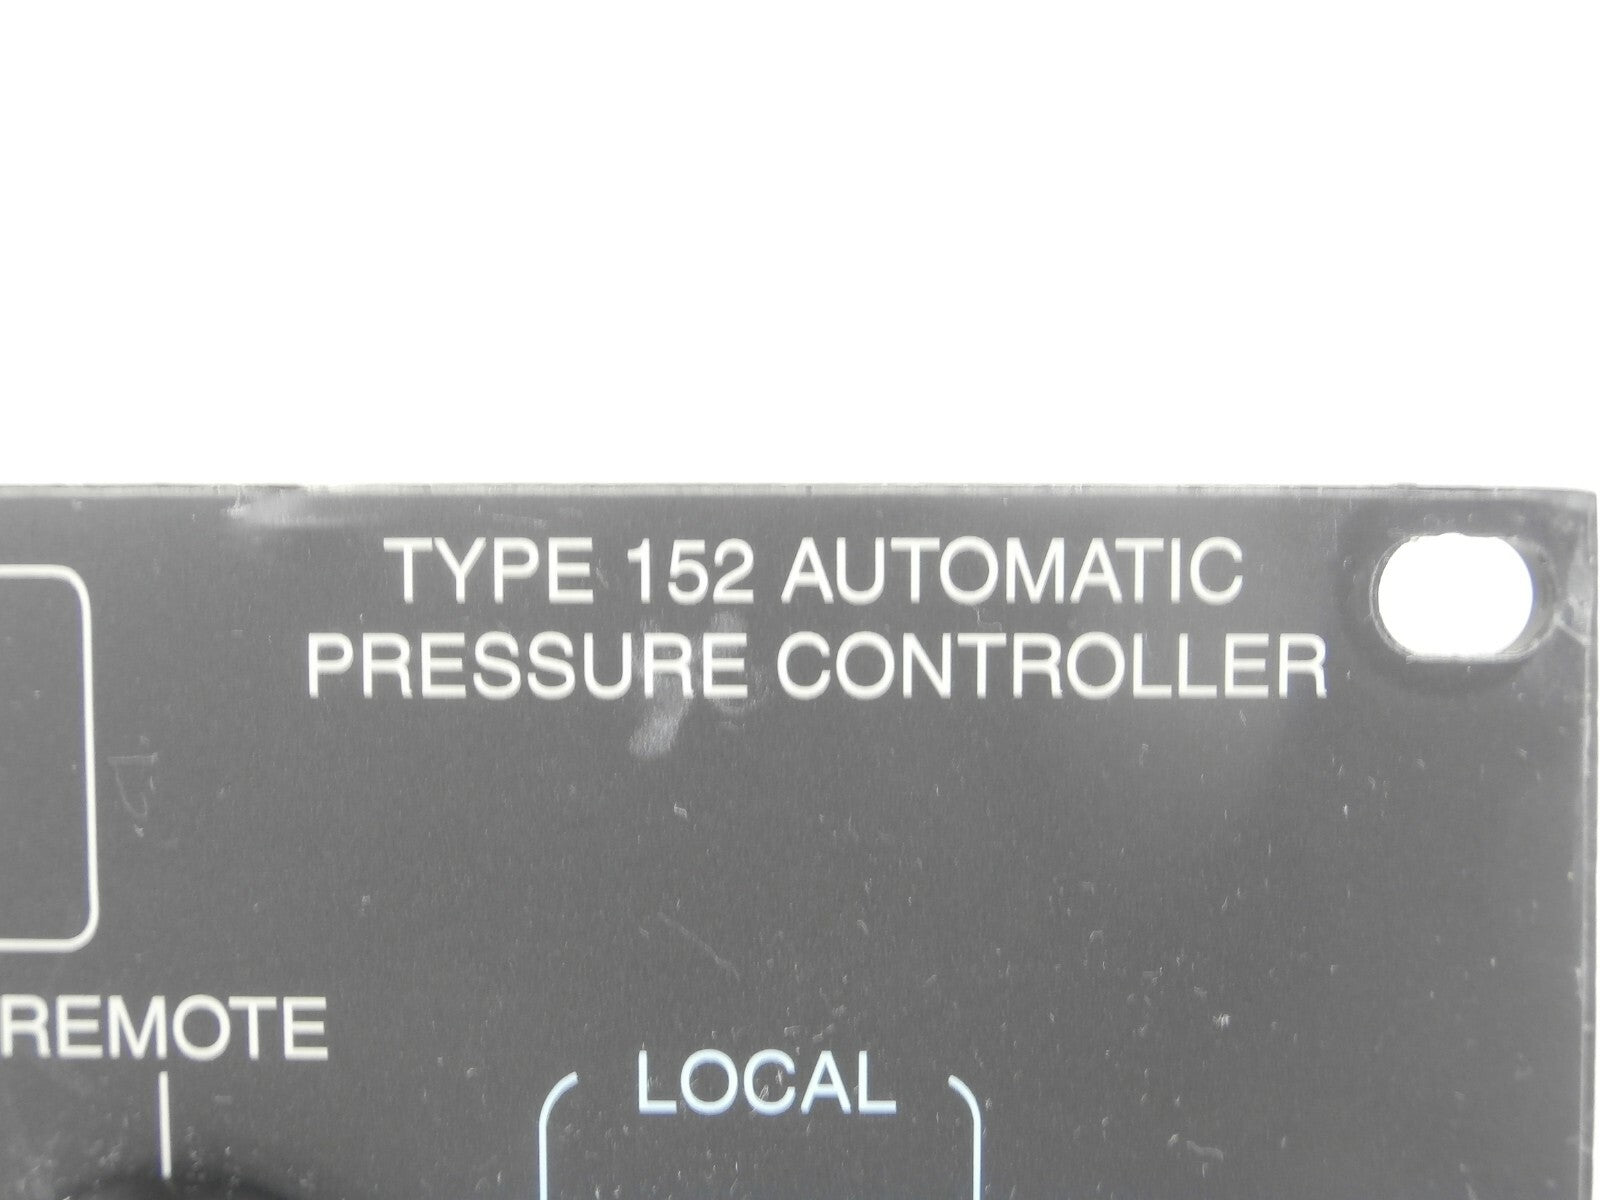 TYPE 152 AUTOMATIC
PRESSURE CONTROLLER
REMOTE
LOCAL